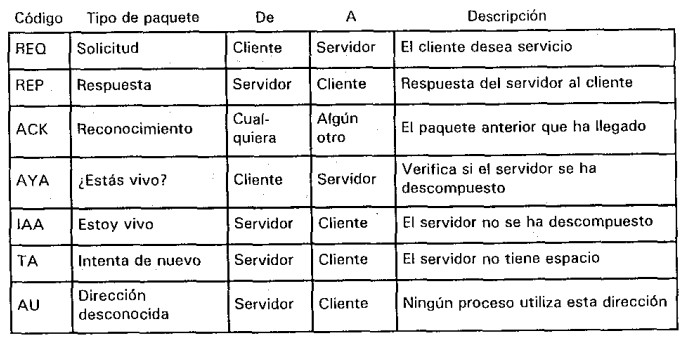 Código Tipo de paquete De A Descripción
REQ Solicitud Cliente Servidor El cliente desea servicio
REP Respuesta Servidor Cliente Respuesta del servidor al cliente
ACK Reconocimiento Cual-quiera Algún otro El paquete anterior que ha llegado
AYA ¿Estás vivo? Cliente Servidor Verifica si el servidor se ha descompuesto
IAA Estoy vivo Servidor Cliente El servidor no se ha descompuesto
TA Intenta de nuevo Servidor Cliente El servidor no tiene espacio
AU Dirección desconocida Servidor Cliente Ningún proceso utiliza esta dirección